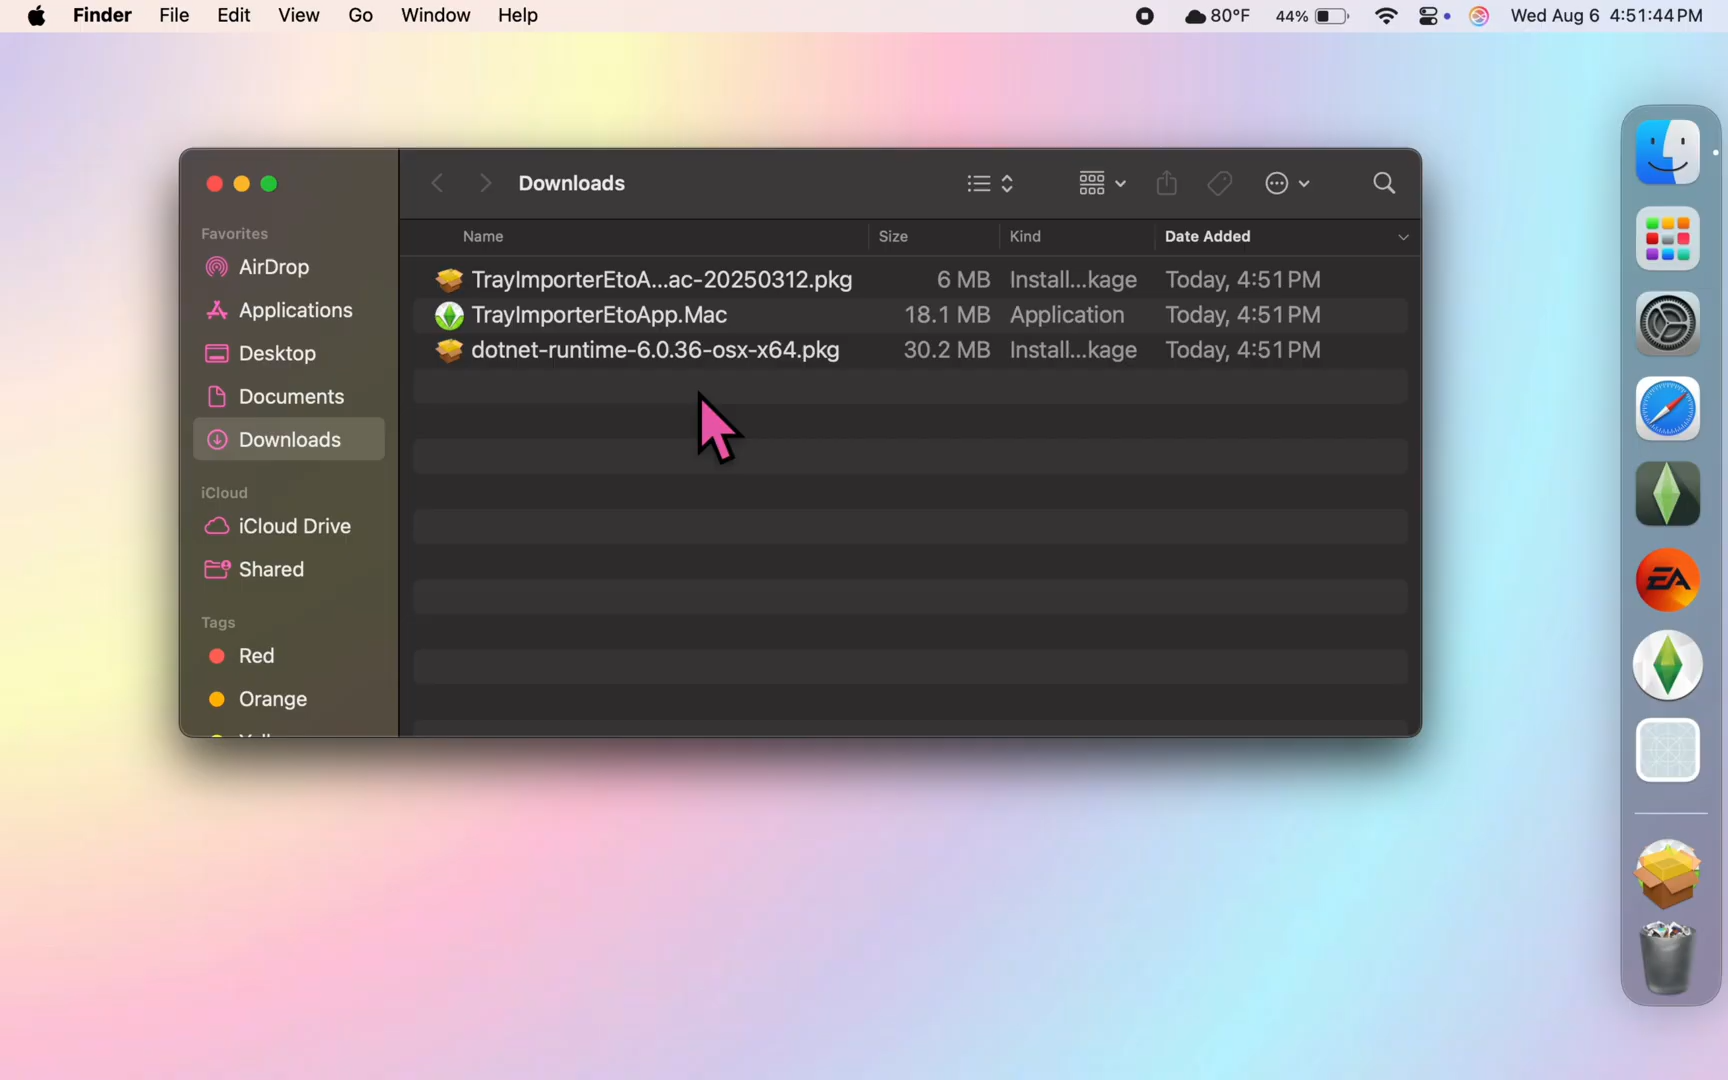 Finder File Edit View Go Window Help 80°F 44% Wed Aug 6 4:51:44 PM
Downloads
Favorites
AirDrop
Applications
Desktop
Documents
Downloads
iCloud
iCloud Drive
Shared
Tags
Red
Orange
Name Size Kind Date Added
TrayImporterEtoA...ac-20250312.pkg 6 MB Install...kage Today, 4:51 PM
TrayImporterEtoApp.Mac 18.1 MB Application Today, 4:51 PM
dotnet-runtime-6.0.36-osx-x64.pkg 30.2 MB Install...kage Today, 4:51 PM
EA